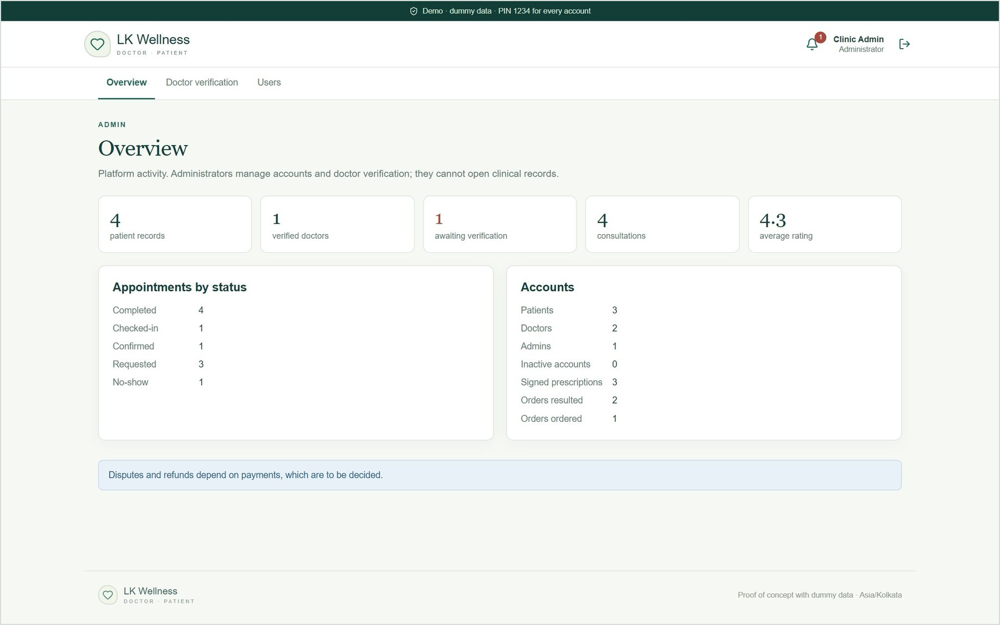 Demo · dummy data · PIN 1234 for every account
LK Wellness
DOCTOR · PATIENT
1
Clinic Admin
Administrator
Overview
Doctor verification
Users
ADMIN
Overview
Platform activity. Administrators manage accounts and doctor verification; they cannot open clinical records.
4
patient records
1
verified doctors
1
awaiting verification
4
consultations
4.3
average rating
Appointments by status
Completed 4
Checked-in 1
Confirmed 1
Requested 3
No-show 1
Accounts
Patients 3
Doctors 2
Admins 1
Inactive accounts 0
Signed prescriptions 3
Orders resulted 2
Orders ordered 1
Disputes and refunds depend on payments, which are to be decided.
LK Wellness
DOCTOR · PATIENT
Proof of concept with dummy data · Asia/Kolkata